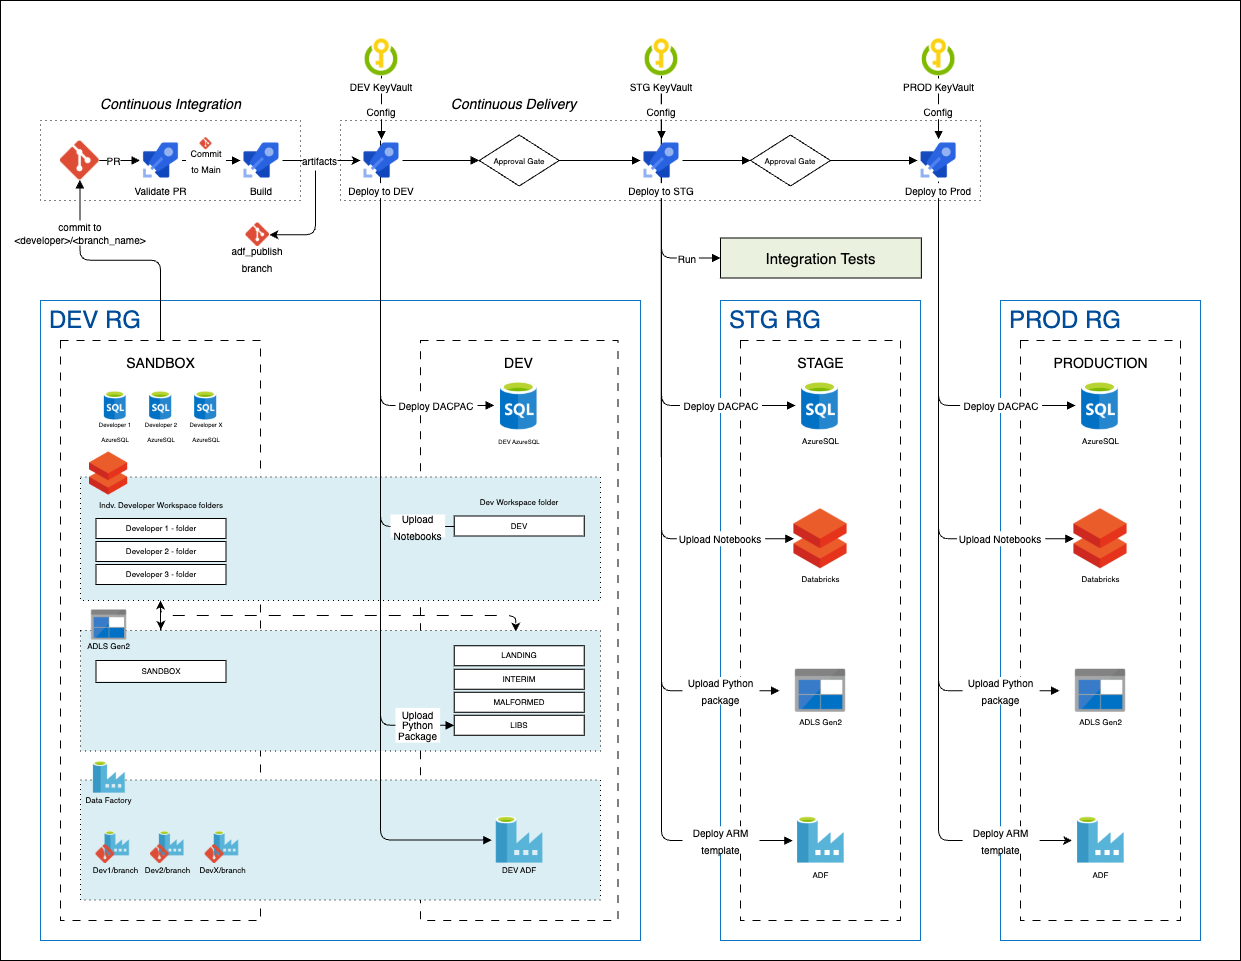 DEV KeyVault
STG KeyVault
PROD KeyVault
Continuous Integration
Continuous Delivery
Config
Config
Config
PR
Commit
to Main
artifacts
Approval Gate
Approval Gate
Validate PR
Build
Deploy to DEV
Deploy to STG
Deploy to Prod
commit to
<developer>/<branch_name>
adf_publish
branch
Run
Integration Tests
DEV RG
SANDBOX
SQL
SQL
SQL
Developer 1
AzureSQL
Developer 2
AzureSQL
Developer X
AzureSQL
DEV
Deploy DACPAC
SQL
DEV AzureSQL
Indv. Developer Workspace folders
Developer 1 - folder
Developer 2 - folder
Developer 3 - folder
Dev Workspace folder
Upload
Notebooks
DEV
ADLS Gen2
SANDBOX
LANDING
INTERIM
MALFORMED
LIBS
Upload
Python
Package
Data Factory
Dev1/branch
Dev2/branch
DevX/branch
DEV ADF
STG RG
STAGE
Deploy DACPAC
SQL
AzureSQL
Upload Notebooks
Databricks
Upload Python
package
ADLS Gen2
Deploy ARM
template
ADF
PROD RG
PRODUCTION
Deploy DACPAC
SQL
AzureSQL
Upload Notebooks
Databricks
Upload Python
package
ADLS Gen2
Deploy ARM
template
ADF